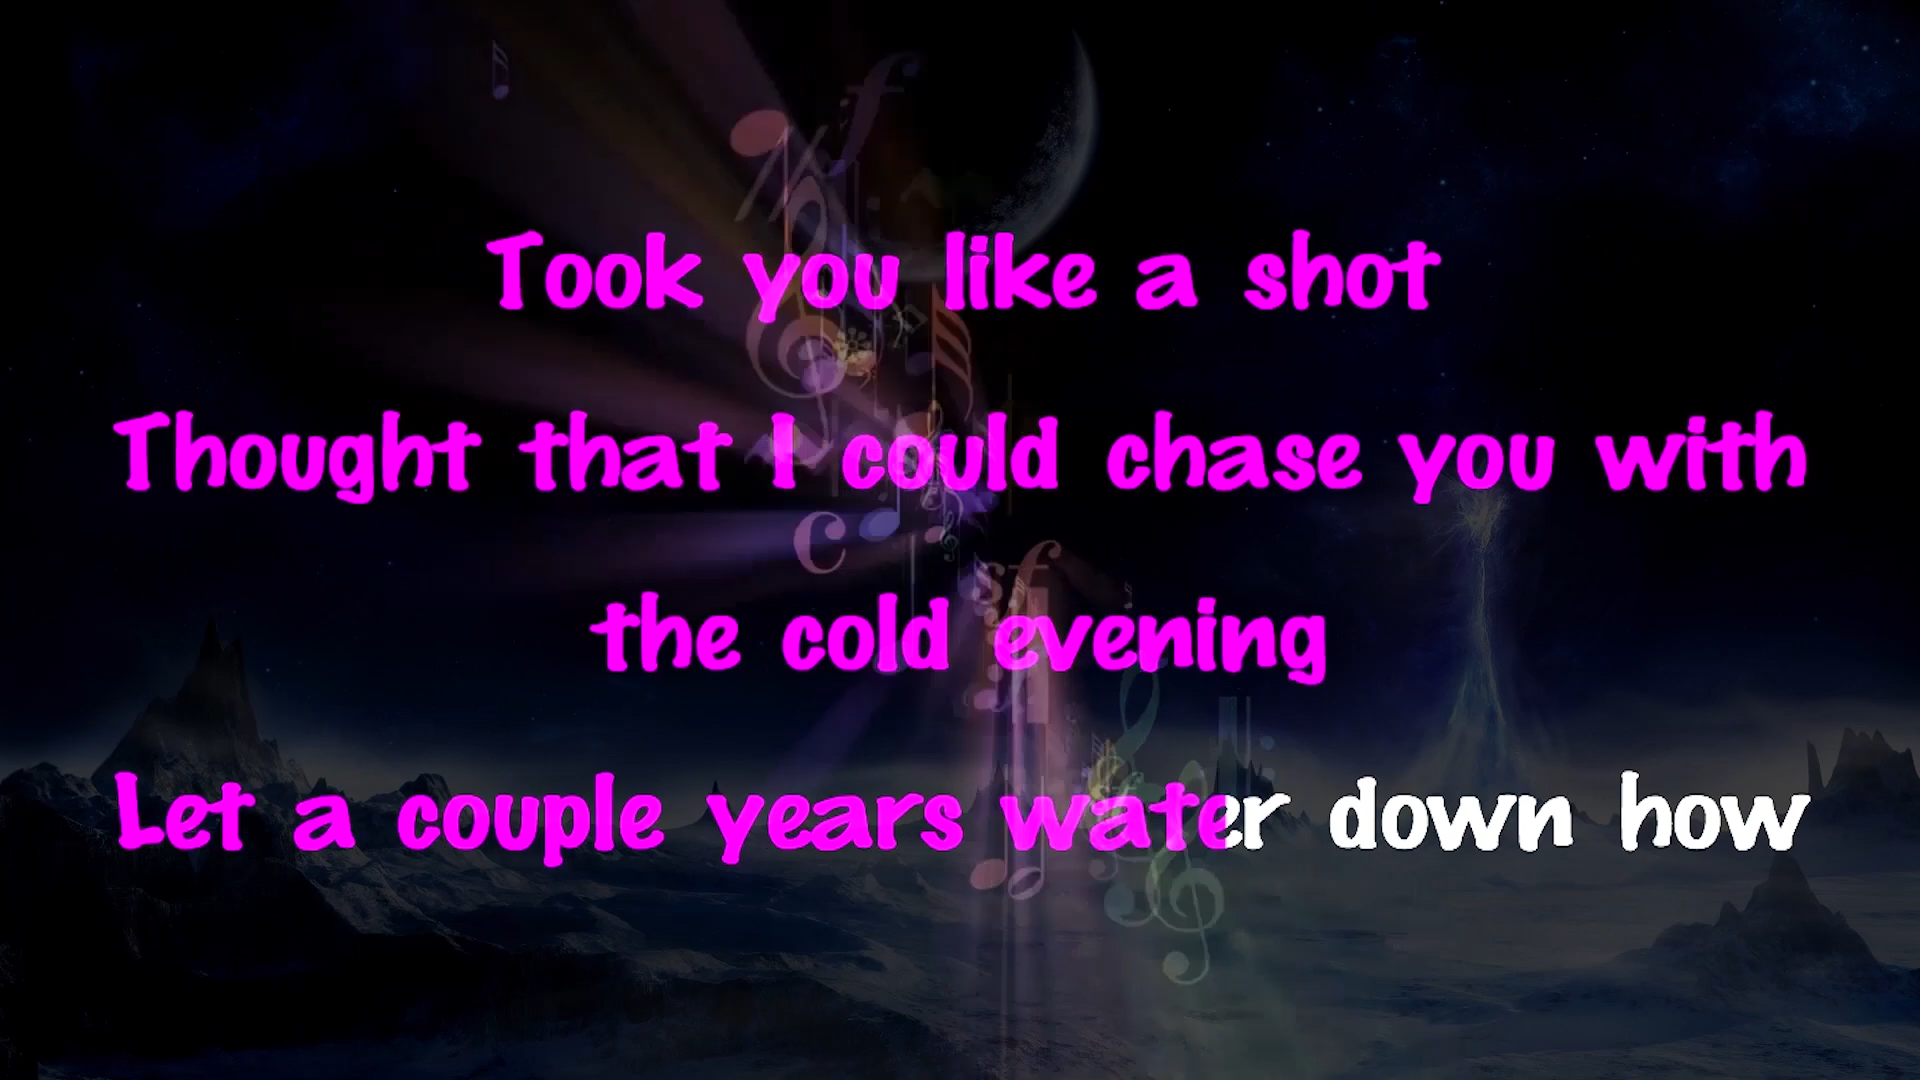 Took you like a shot
Thought that I could chase you with
the cold evening
Let a couple years water down how